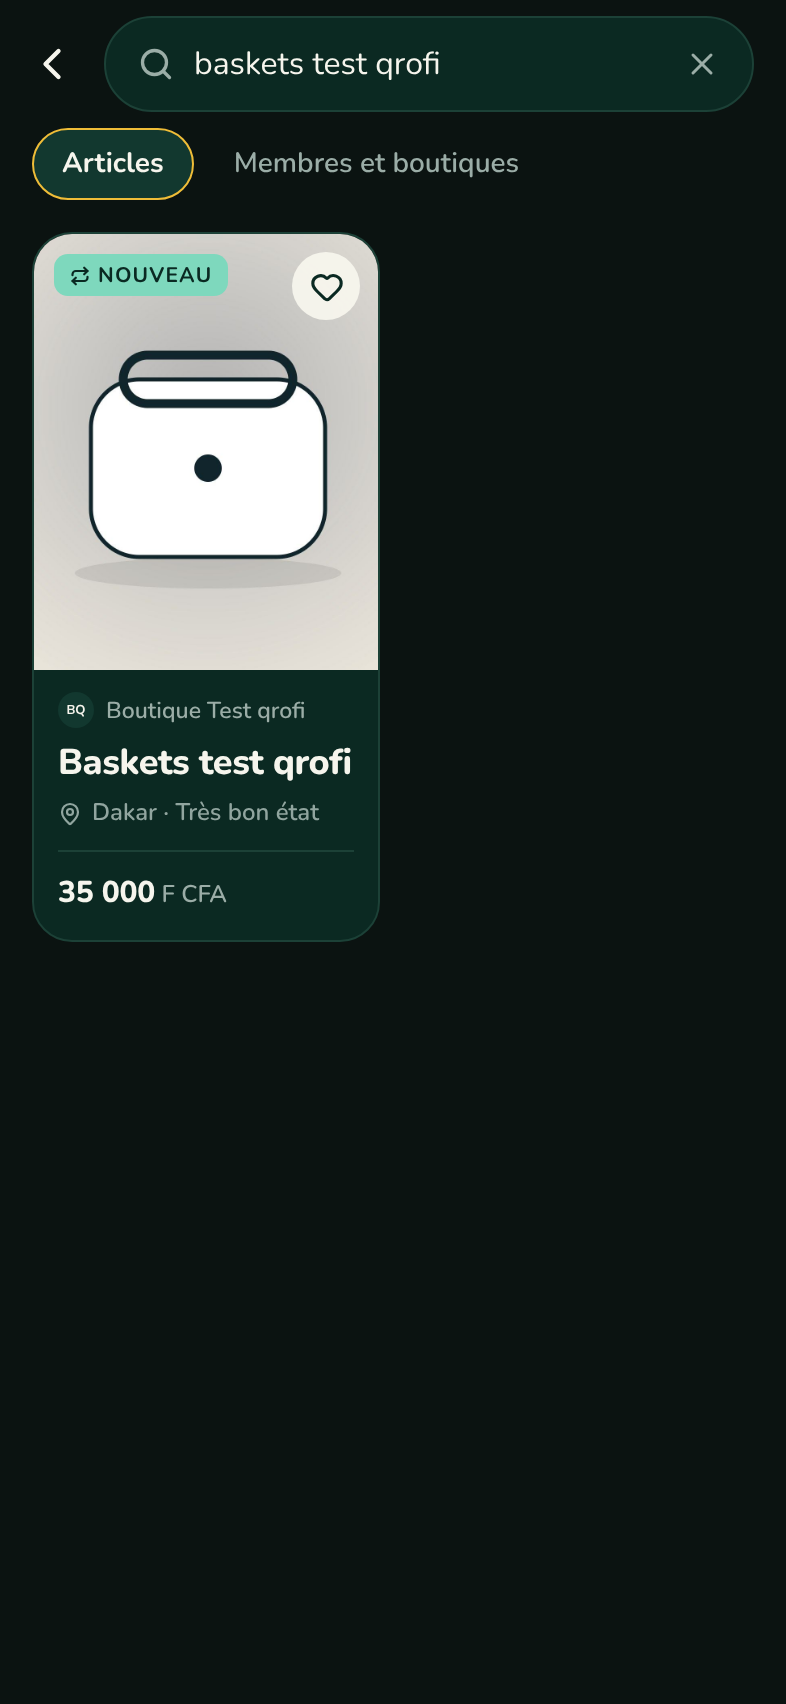 baskets test qrofi
Articles
Membres et boutiques
NOUVEAU
BQ
Boutique Test qrofi
Baskets test qrofi
Dakar · Très bon état
35 000 F CFA